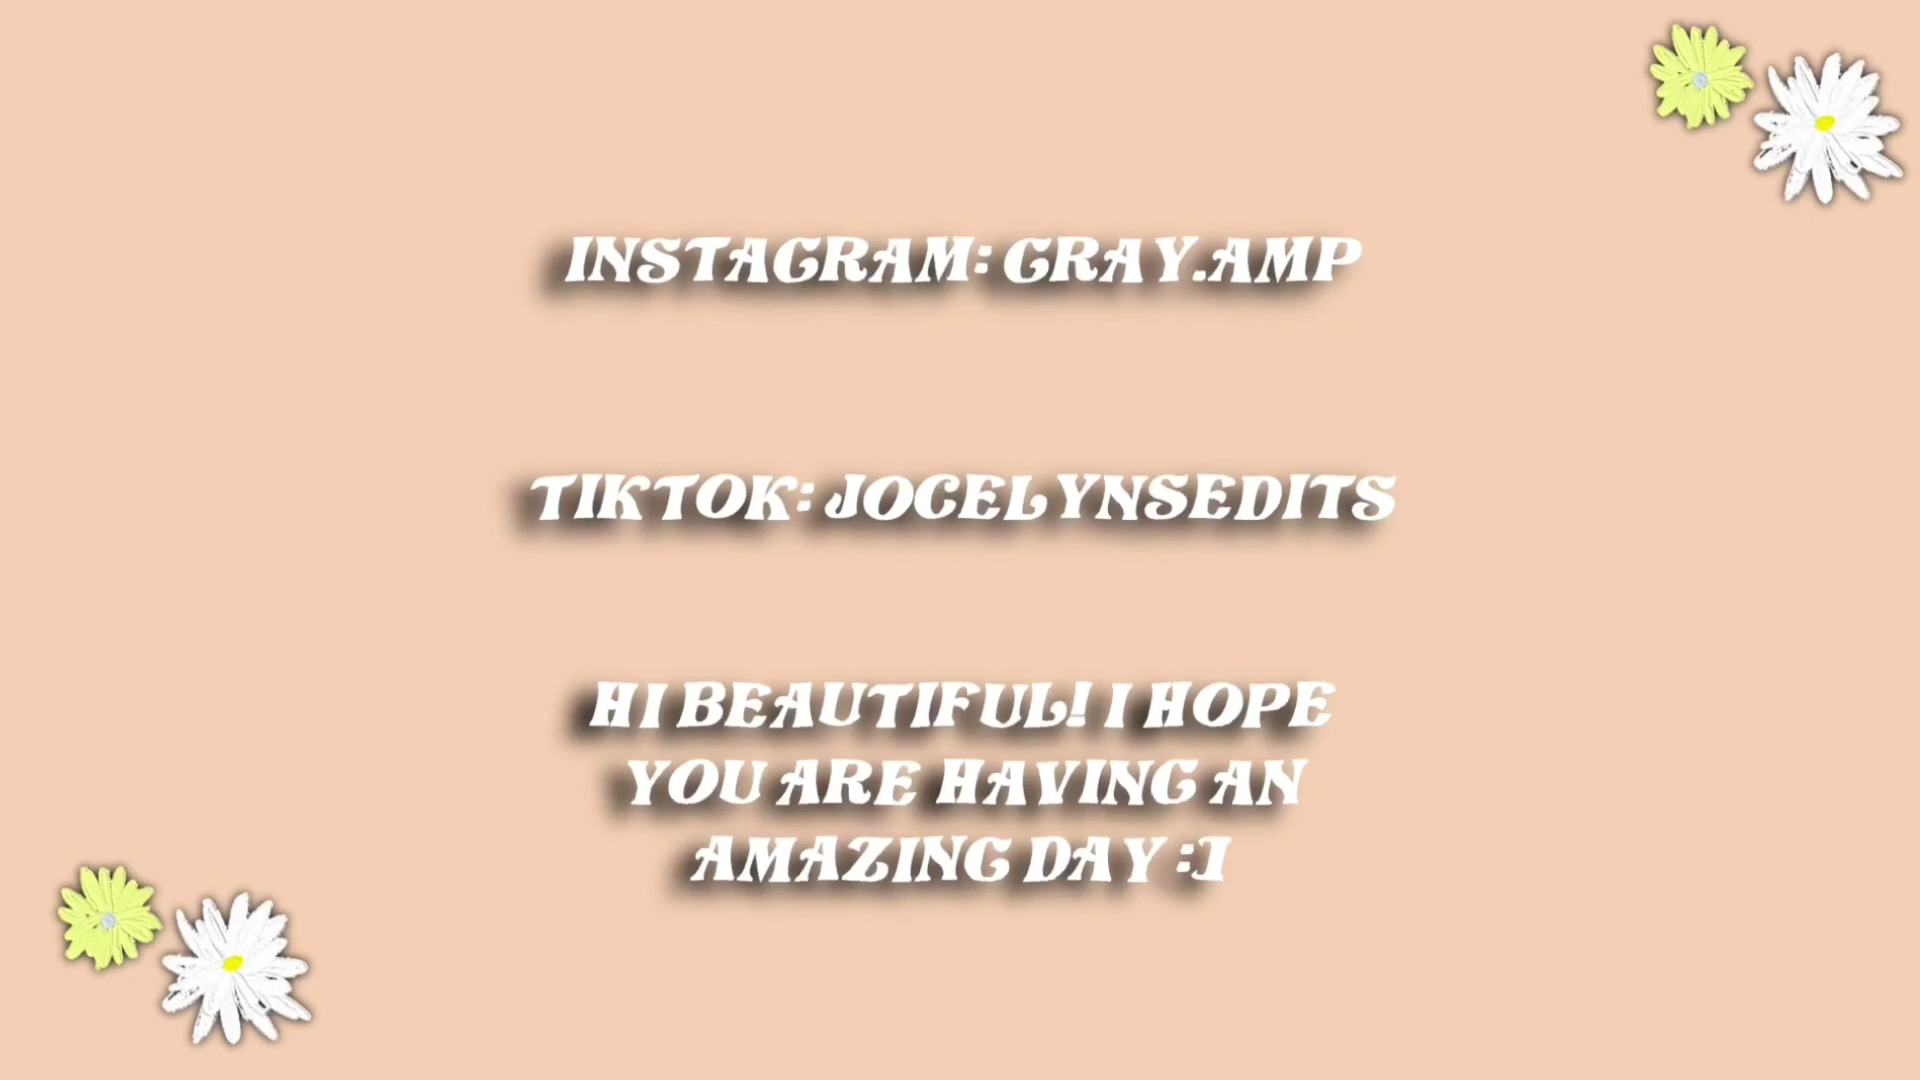 INSTAGRAM: GRAY.AMP
TIKTOK: JOCELYNSEDITS
HI BEAUTIFUL! I HOPE
YOU ARE HAVING AN
AMAZING DAY :]